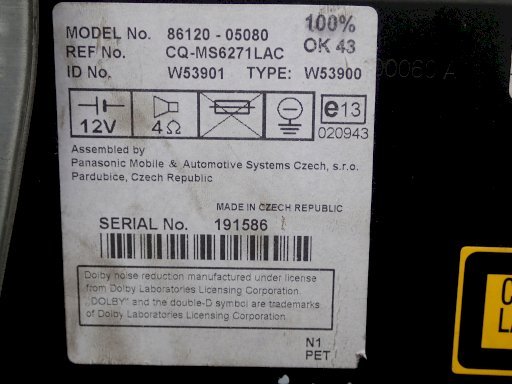 MODEL No. 86120 - 05080
100%
REF No. CQ-MS6271LAC
OK 43
ID No. W53901 TYPE: W53900
12V
4Ω
e13
020943
Assembled by
Panasonic Mobile & Automotive Systems Czech, s.r.o.
Pardubice, Czech Republic
MADE IN CZECH REPUBLIC
SERIAL No. 191586
Dolby noise reduction manufactured under license
from Dolby Laboratories Licensing Corporation.
"DOLBY" and the double-D symbol are trademarks
of Dolby Laboratories Licensing Corporation.
N1
PET